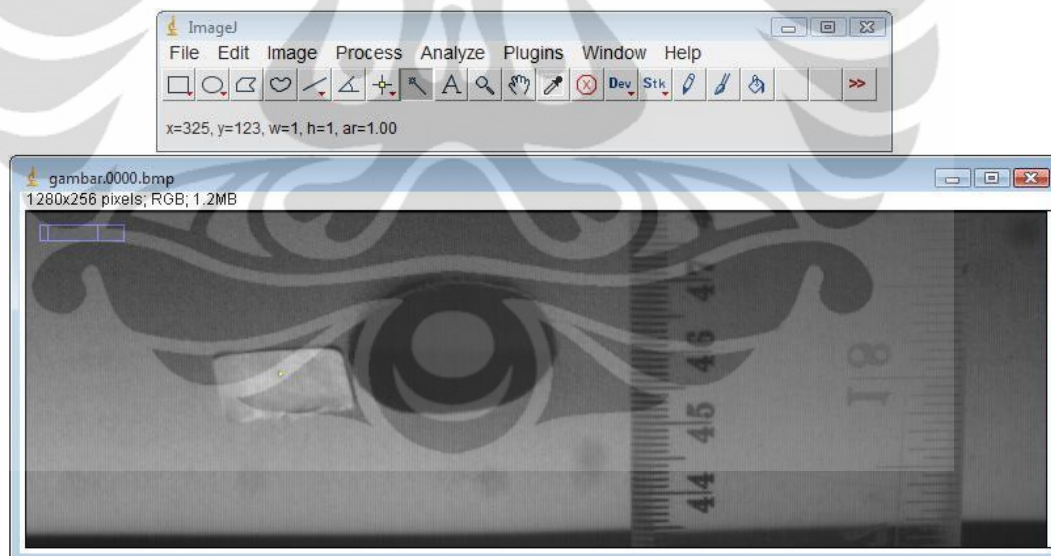 ImageJ
File Edit Image Process Analyze Plugins Window Help
A Dev Stk >>
x=325, y=123, w=1, h=1, ar=1.00
gambar.0000.bmp
1280x256 pixels; RGB; 1.2MB
47
46
45
44
18